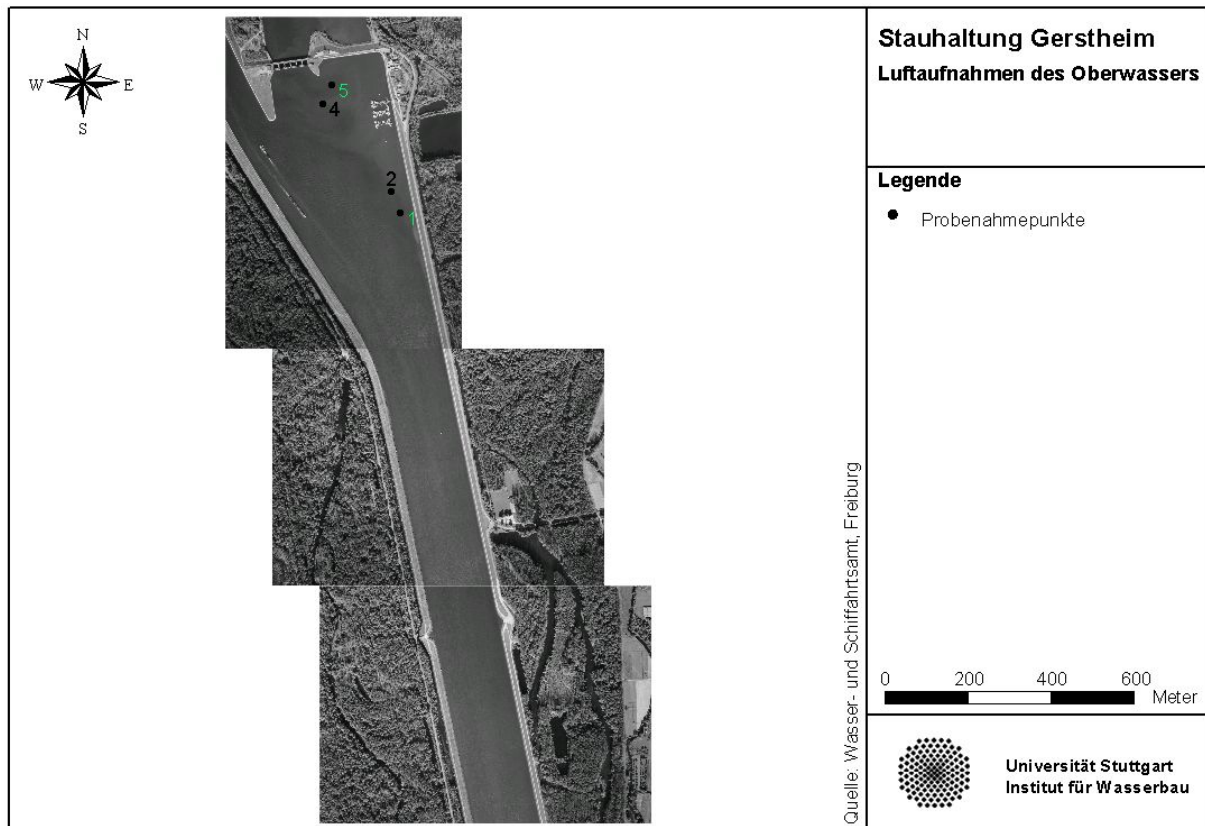 N
W E
S
5
4
2
1
Stauhaltung Gerstheim
Luftaufnahmen des Oberwassers
Legende
Probenahmepunkte
Quelle: Wasser- und Schiffahrtsamt, Freiburg
0 200 400 600
Meter
Universität Stuttgart
Institut für Wasserbau